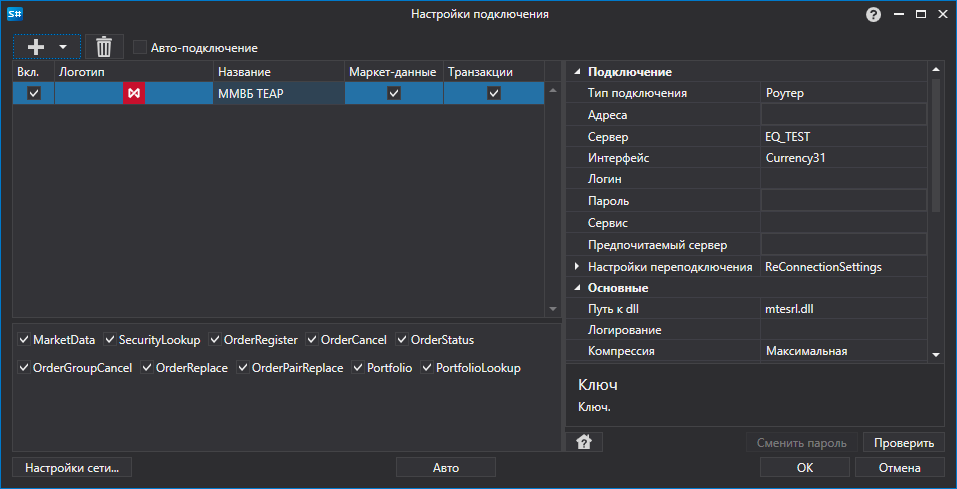 S#
Настройки подключения
Авто-подключение
Вкл. Логотип Название Маркет-данные Транзакции
ММВБ ТЕАР
MarketData SecurityLookup OrderRegister OrderCancel OrderStatus
OrderGroupCancel OrderReplace OrderPairReplace Portfolio PortfolioLookup
Подключение
Тип подключения Роутер
Адреса
Сервер EQ_TEST
Интерфейс Currency31
Логин
Пароль
Сервис
Предпочитаемый сервер
Настройки переподключения ReConnectionSettings
Основные
Путь к dll mtesrl.dll
Логирование
Компрессия Максимальная
Ключ
Ключ.
Сменить пароль Проверить
Настройки сети... Авто OK Отмена